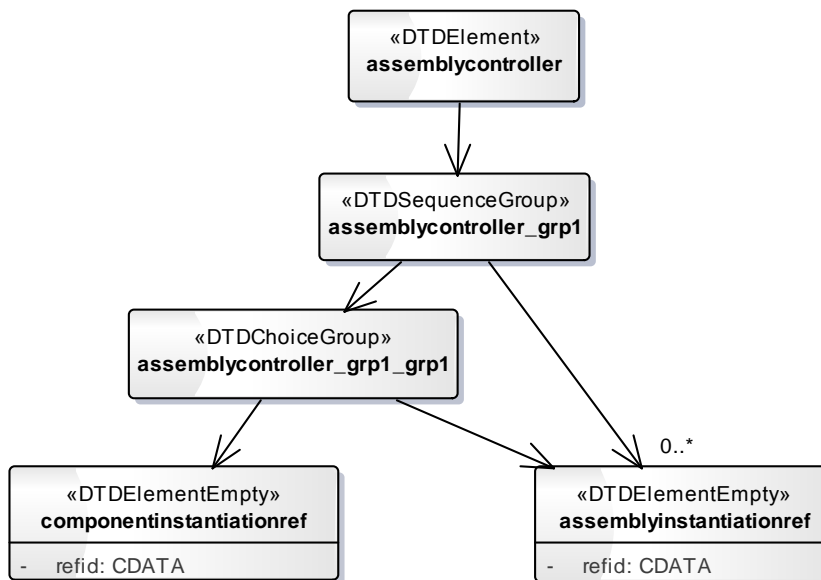 «DTDElement»
assemblycontroller
«DTDSequenceGroup»
assemblycontroller_grp1
«DTDChoiceGroup»
assemblycontroller_grp1_grp1
0..*
«DTDElementEmpty»
componentinstantiationref
- refid: CDATA
«DTDElementEmpty»
assemblyinstantiationref
- refid: CDATA